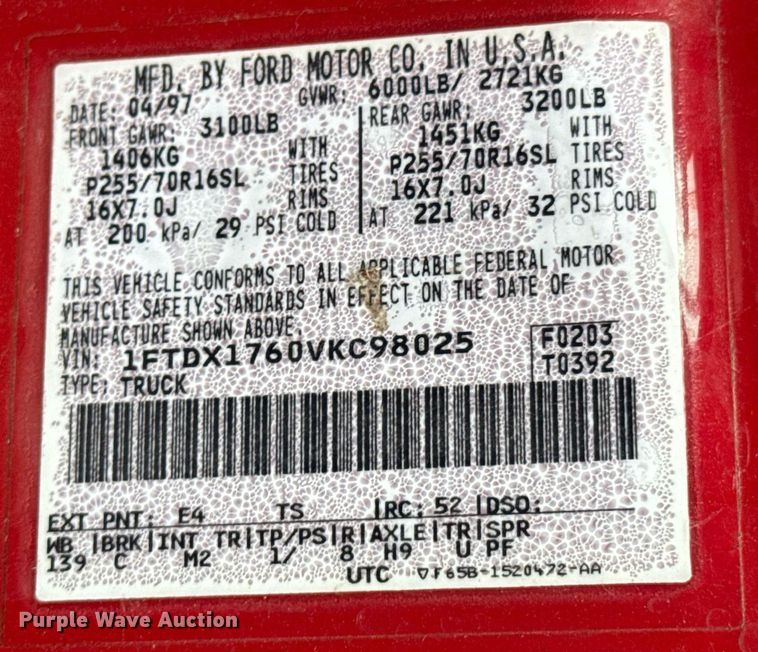 MFD. BY FORD MOTOR CO. IN U.S.A.
DATE: 04/97 GVWR: 6000LB/ 2721KG
FRONT GAWR: 3100LB
1406KG WITH
P255/70R16SL TIRES
16X7.0J RIMS
AT 200 kPa/ 29 PSI COLD
REAR GAWR: 3200LB
1451KG WITH
P255/70R16SL TIRES
16X7.0J RIMS
AT 221 kPa/ 32 PSI COLD
THIS VEHICLE CONFORMS TO ALL APPLICABLE FEDERAL MOTOR
VEHICLE SAFETY STANDARDS IN EFFECT ON THE DATE OF
MANUFACTURE SHOWN ABOVE.
VIN: 1FTDX1760VKC98025
TYPE: TRUCK
F0203
T0392
EXT PNT: E4 TS |RC: 52 |DSO:
WB |BRK|INT TR|TP/PS|R|AXLE|TR|SPR
139 C M2 1/ 8 H9 U PF
UTC ▽F65B-1520472-AA
Purple Wave Auction